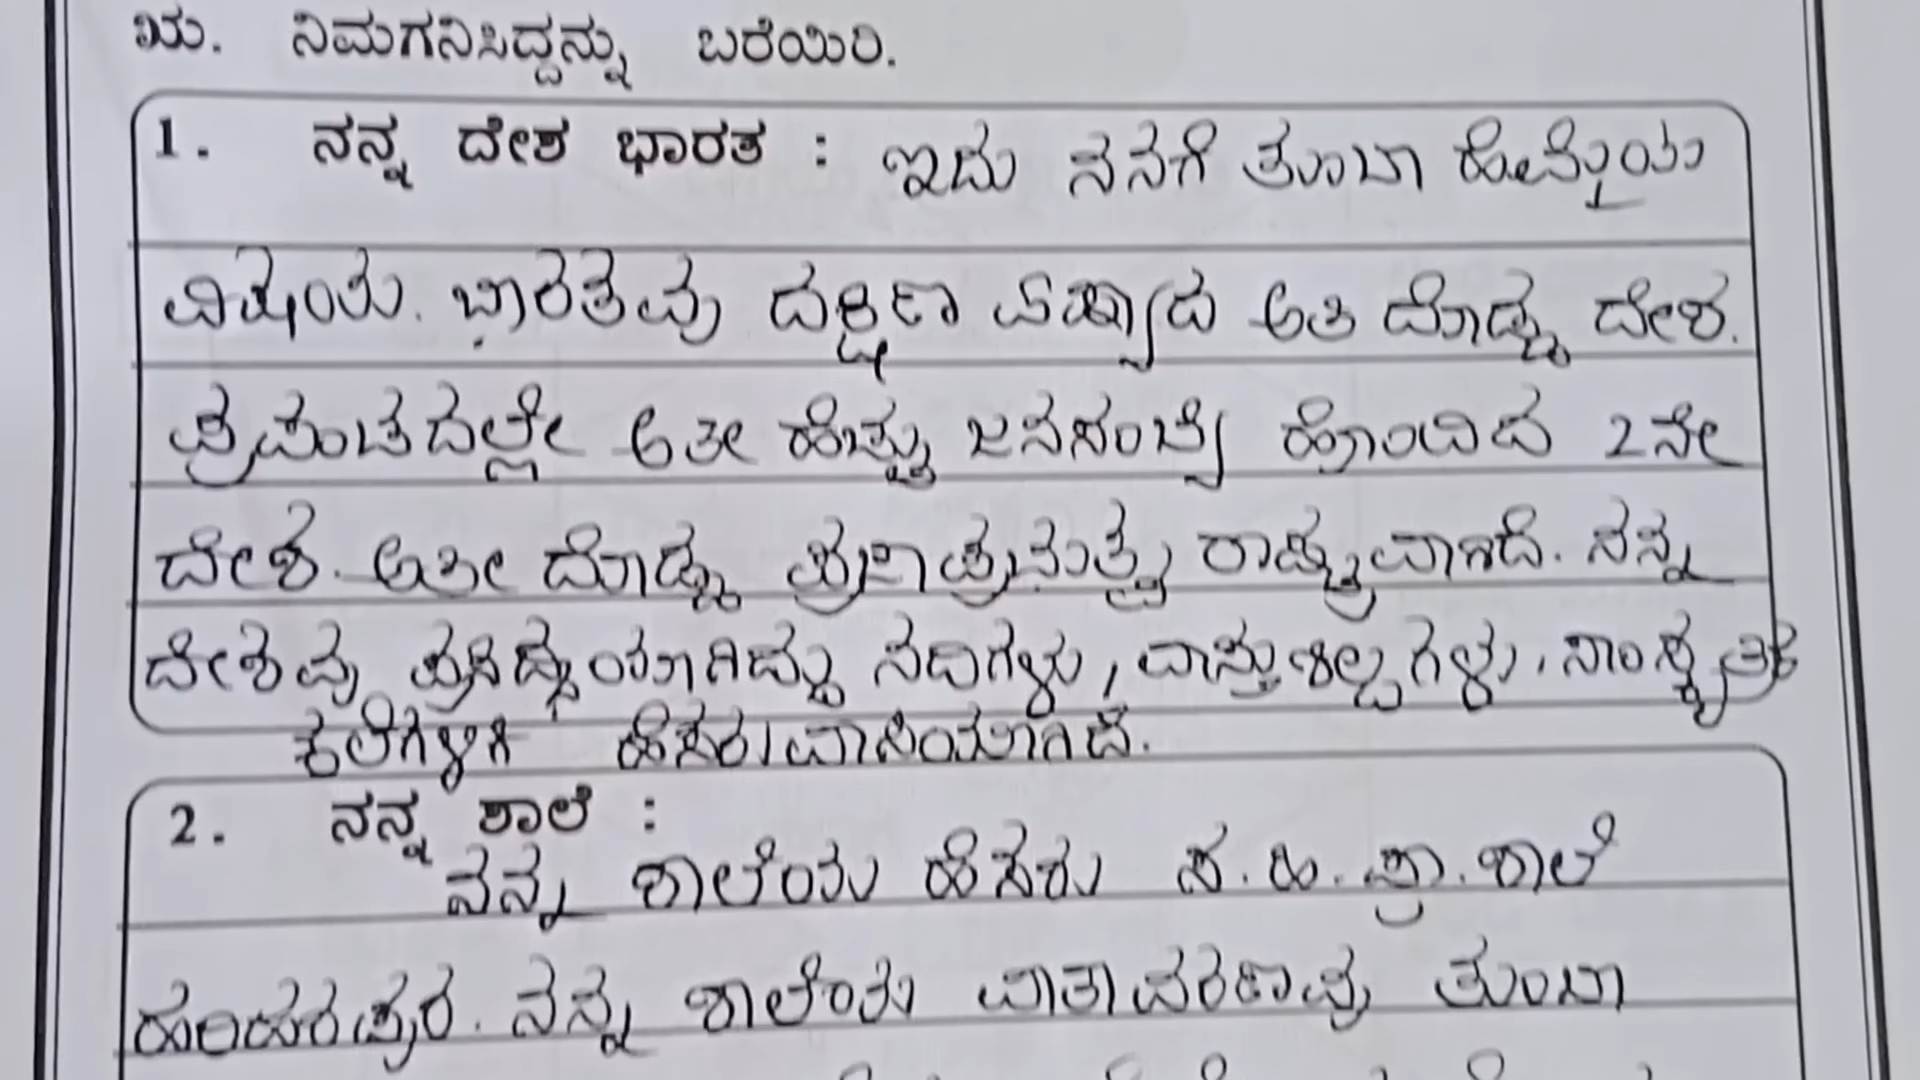 ಋ. ನಿಮಗನಿಸಿದ್ದನ್ನು ಬರೆಯಿರಿ.
1. ನನ್ನ ದೇಶ ಭಾರತ : ಇದು ನನಗೆ ತುಂಬಾ ಹೆಮ್ಮೆಯ
ವಿಷಯ. ಭಾರತವು ದಕ್ಷಿಣ ಏಷ್ಯಾದ ಅತಿ ದೊಡ್ಡ ದೇಶ.
ಪ್ರಪಂಚದಲ್ಲೇ ಅತೀ ಹೆಚ್ಚು ಜನಸಂಖ್ಯೆ ಹೊಂದಿದ 2ನೇ
ದೇಶ. ಅತೀ ದೊಡ್ಡ ಪ್ರಜಾಪ್ರಭುತ್ವ ರಾಷ್ಟ್ರವಾಗಿದೆ. ನನ್ನ
ದೇಶವು ಪ್ರಸಿದ್ಧಿಯಾಗಿದ್ದು ನದಿಗಳು, ವಾಸ್ತುಶಿಲ್ಪಗಳು, ಸಾಂಸ್ಕೃತಿಕ
ಕಲೆಗಳಿಗೆ ಹೆಸರುವಾಸಿಯಾಗಿದೆ.
2. ನನ್ನ ಶಾಲೆ :
ನನ್ನ ಶಾಲೆಯ ಹೆಸರು ಸ.ಹಿ.ಪ್ರಾ.ಶಾಲೆ
ನನ್ನ ಶಾಲೆಯ ವಾತಾವರಣವು ತುಂಬಾ